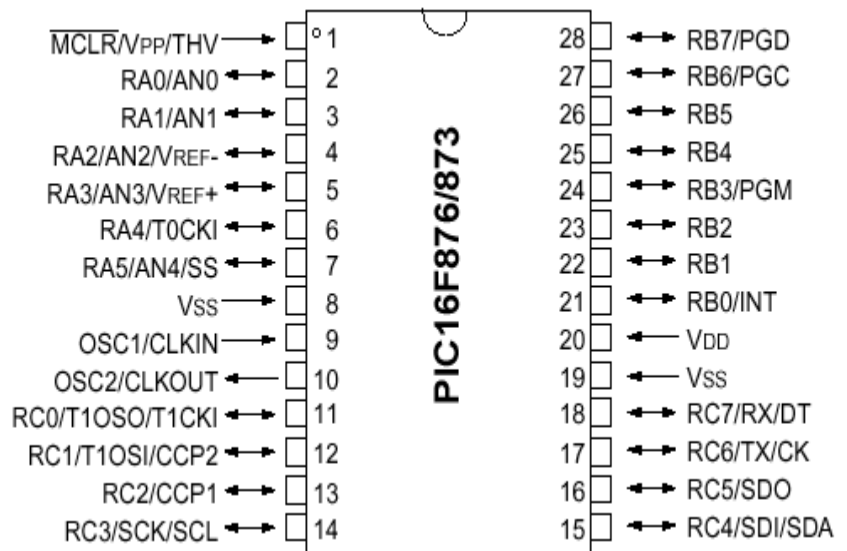 MCLR/VPP/THV 1 28 RB7/PGD
RA0/AN0 2 27 RB6/PGC
RA1/AN1 3 26 RB5
RA2/AN2/VREF- 4 25 RB4
RA3/AN3/VREF+ 5 24 RB3/PGM
RA4/T0CKI 6 23 RB2
RA5/AN4/SS 7 22 RB1
VSS 8 21 RB0/INT
OSC1/CLKIN 9 20 VDD
OSC2/CLKOUT 10 19 VSS
RC0/T1OSO/T1CKI 11 18 RC7/RX/DT
RC1/T1OSI/CCP2 12 17 RC6/TX/CK
RC2/CCP1 13 16 RC5/SDO
RC3/SCK/SCL 14 15 RC4/SDI/SDA
PIC16F876/873